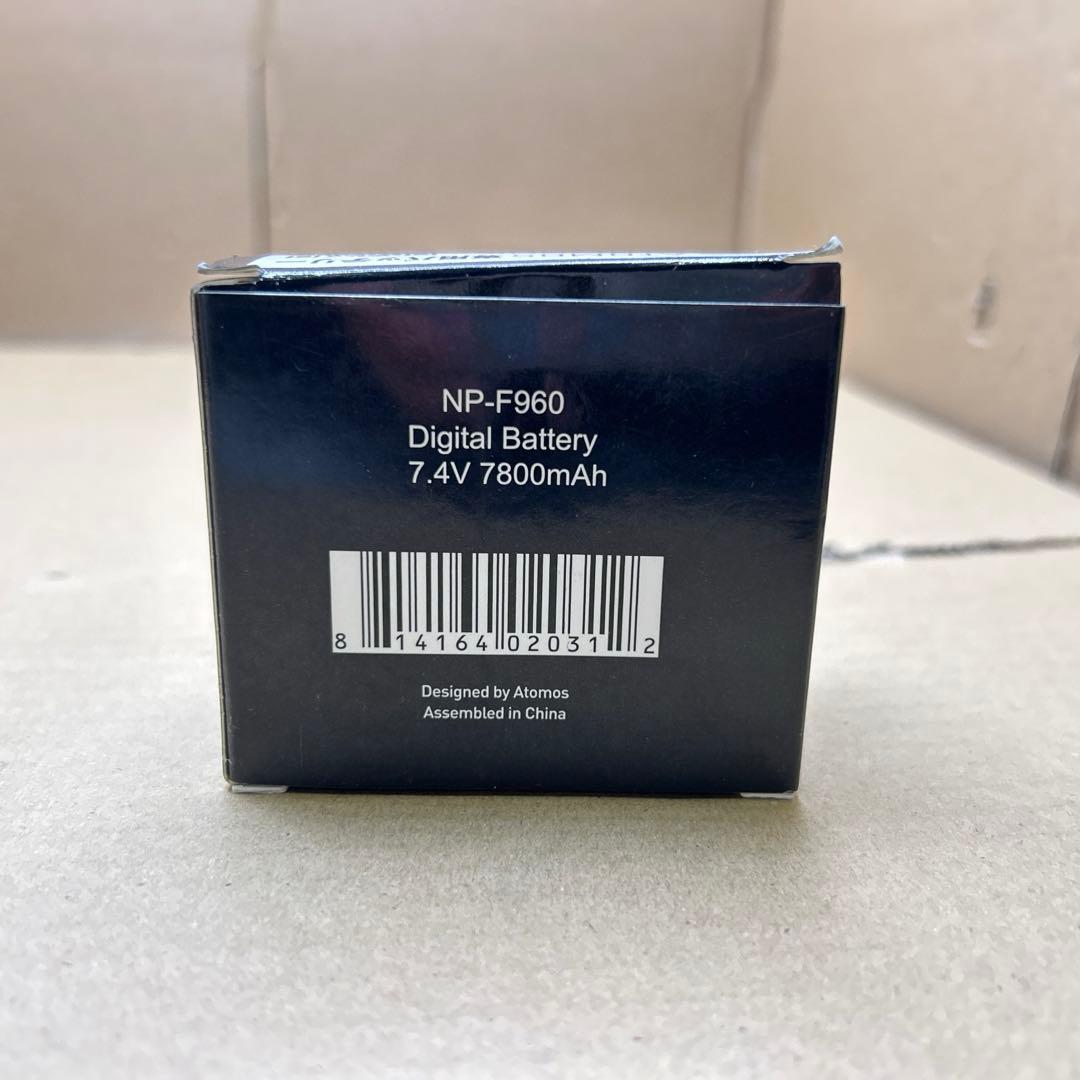 NP-F960
Digital Battery
7.4V 7800mAh
8 14164 02031 2
Designed by Atomos
Assembled in China